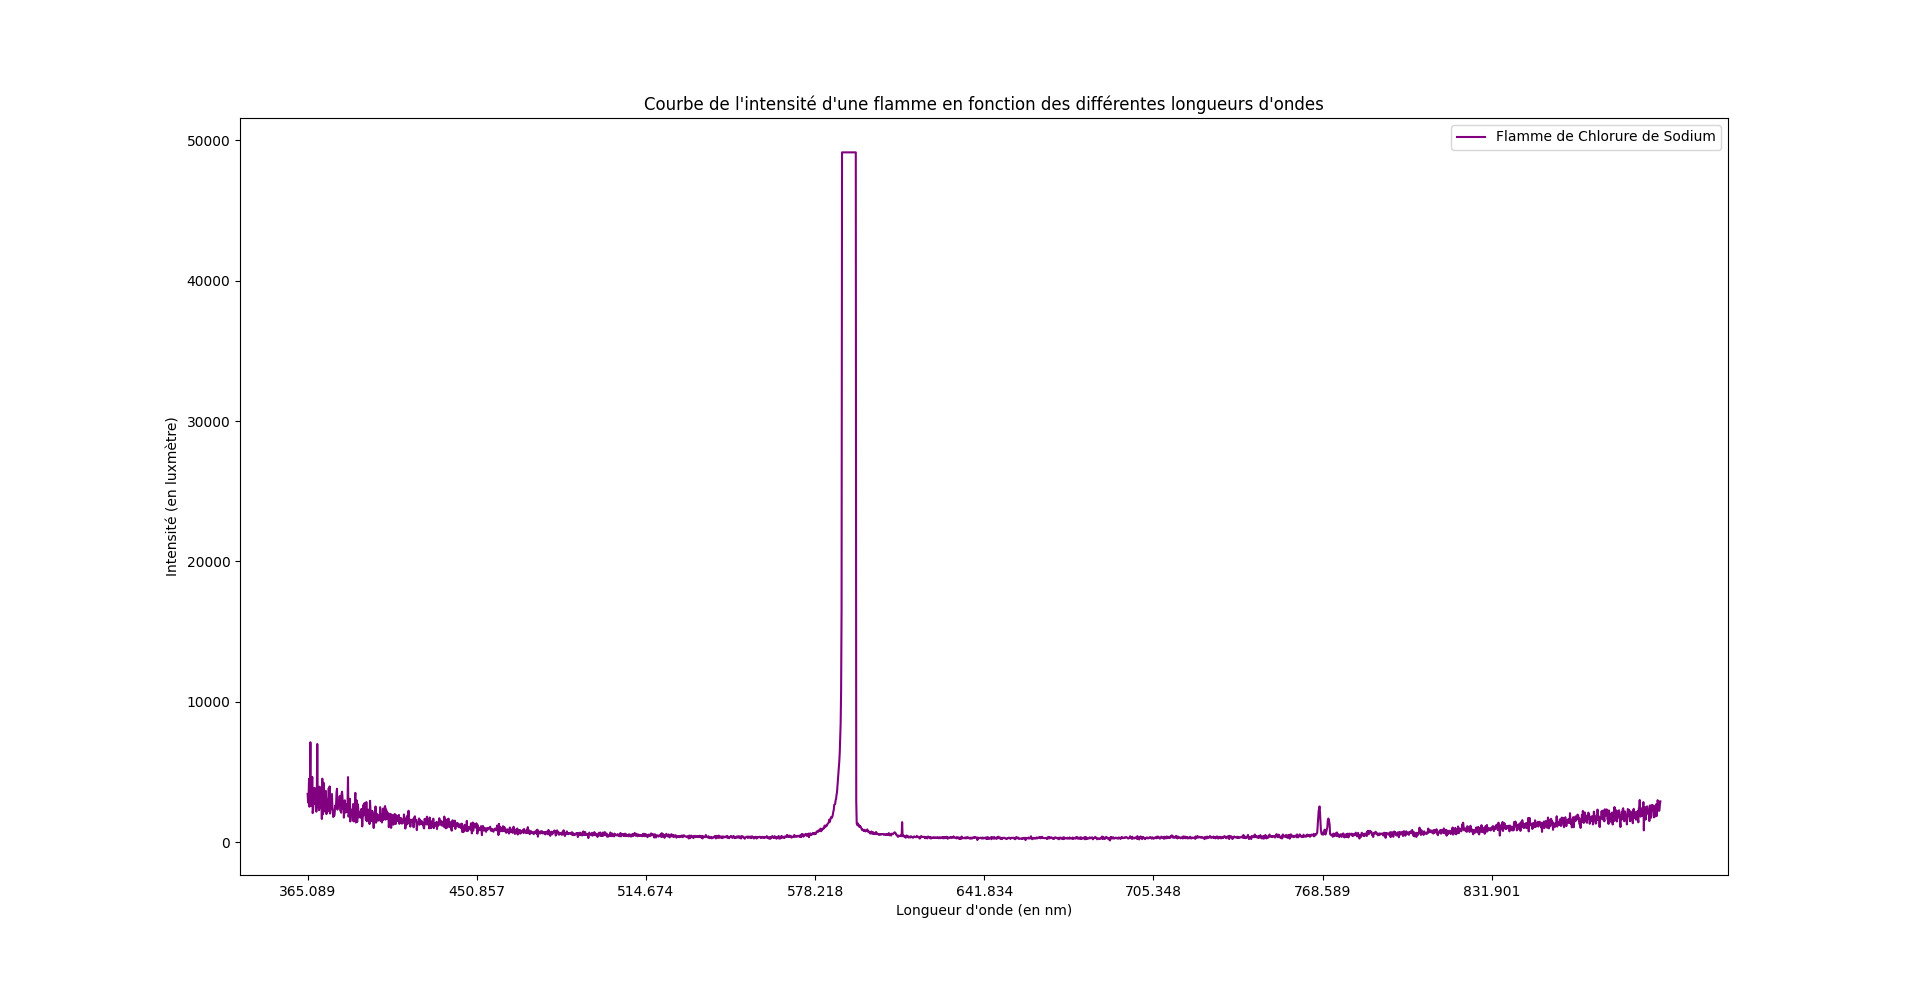 Courbe de l'intensité d'une flamme en fonction des différentes longueurs d'ondes
Flamme de Chlorure de Sodium
Intensité (en luxmètre)
50000
40000
30000
20000
10000
0
365.089 450.857 514.674 578.218 641.834 705.348 768.589 831.901
Longueur d'onde (en nm)